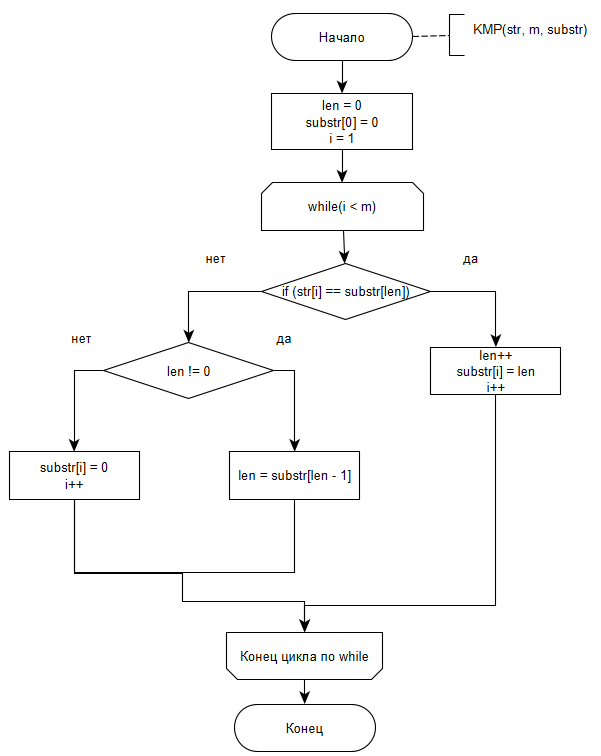 Начало
KMP(str, m, substr)
len = 0
substr[0] = 0
i = 1
while(i < m)
нет
да
if (str[i] == substr[len])
нет
да
len != 0
len++
substr[i] = len
i++
substr[i] = 0
i++
len = substr[len - 1]
Конец цикла по while
Конец